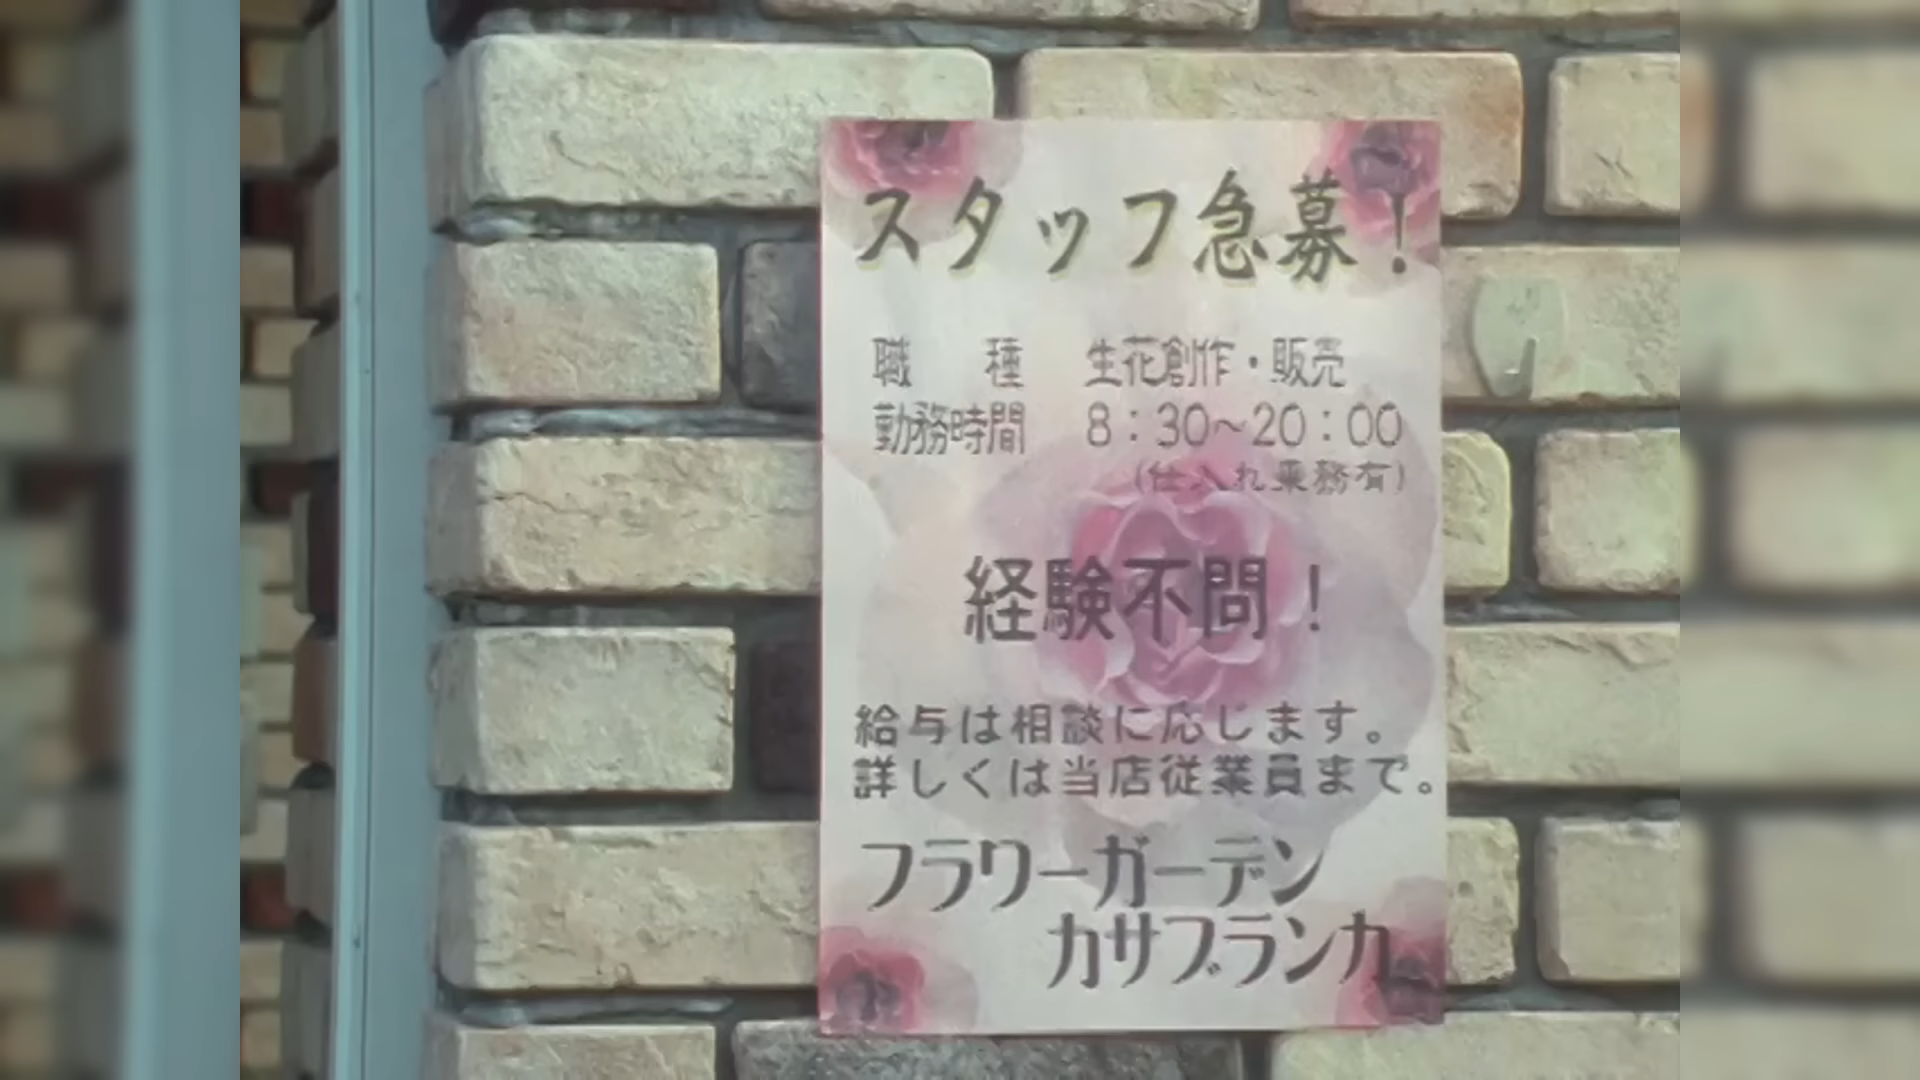 スタッフ急募！
職　種　生花創作・販売
勤務時間　8：30～20：00
(仕入れ業務有)
経験不問！
給与は相談に応じます。
詳しくは当店従業員まで。
フラワーガーデン
カサブランカ